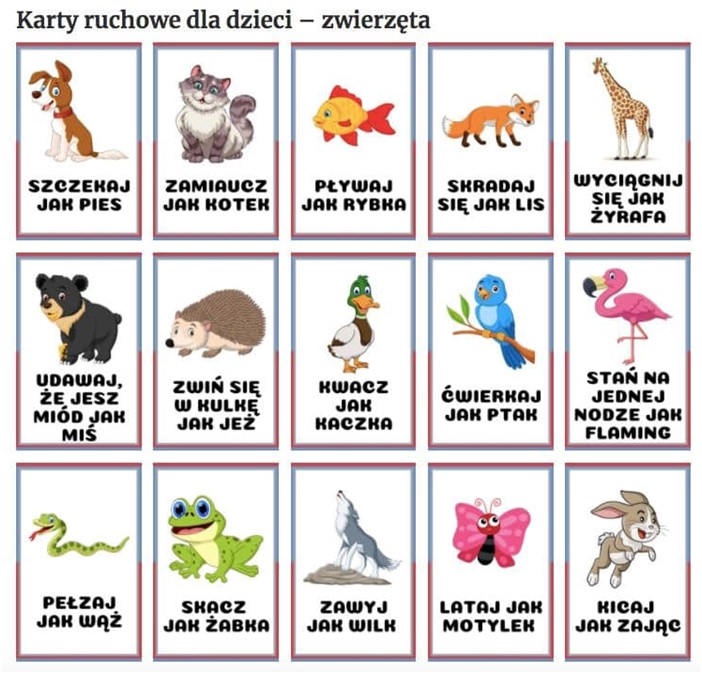 Karty ruchowe dla dzieci – zwierzęta
SZCZEKAJ
JAK PIES
ZAMIAUCZ
JAK KOTEK
PŁYWAJ
JAK RYBKA
SKRADAJ
SIĘ JAK LIS
WYCIĄGNIJ
SIĘ JAK
ŻYRAFA
UDAWAJ,
ŻE JESZ
MIÓD JAK
MIŚ
ZWIŃ SIĘ
W KULKĘ
JAK JEŻ
KWACZ
JAK
KACZKA
ĆWIERKAJ
JAK PTAK
STAŃ NA
JEDNEJ
NODZE JAK
FLAMING
PEŁZAJ
JAK WĄŻ
SKACZ
JAK ŻABKA
ZAWYJ
JAK WILK
LATAJ JAK
MOTYLEK
KICAJ
JAK ZAJĄC